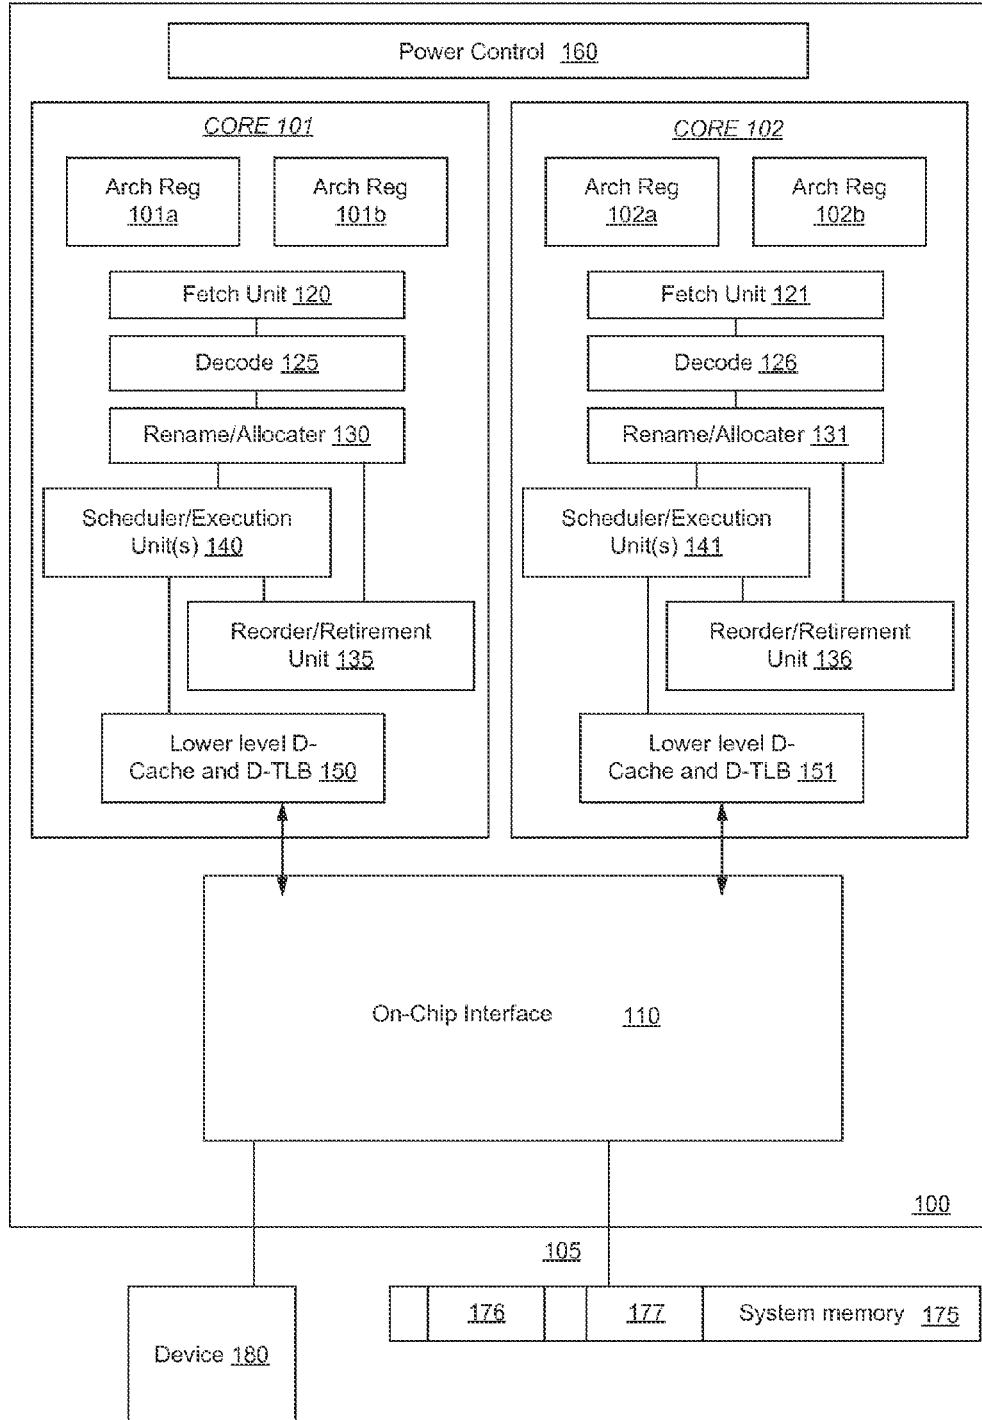 Power Control 160
CORE 101
Arch Reg
101a
Arch Reg
101b
Fetch Unit 120
Decode 125
Rename/Allocater 130
Scheduler/Execution
Unit(s) 140
Reorder/Retirement
Unit 135
Lower level D-
Cache and D-TLB 150
CORE 102
Arch Reg
102a
Arch Reg
102b
Fetch Unit 121
Decode 126
Rename/Allocater 131
Scheduler/Execution
Unit(s) 141
Reorder/Retirement
Unit 136
Lower level D-
Cache and D-TLB 151
On-Chip Interface 110
100
105
176
177
System memory 175
Device 180